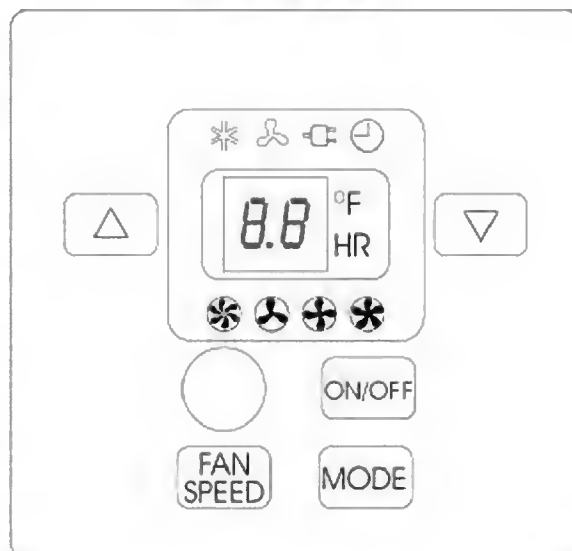 8.8 °F
HR
ON/OFF
FAN
SPEED
MODE